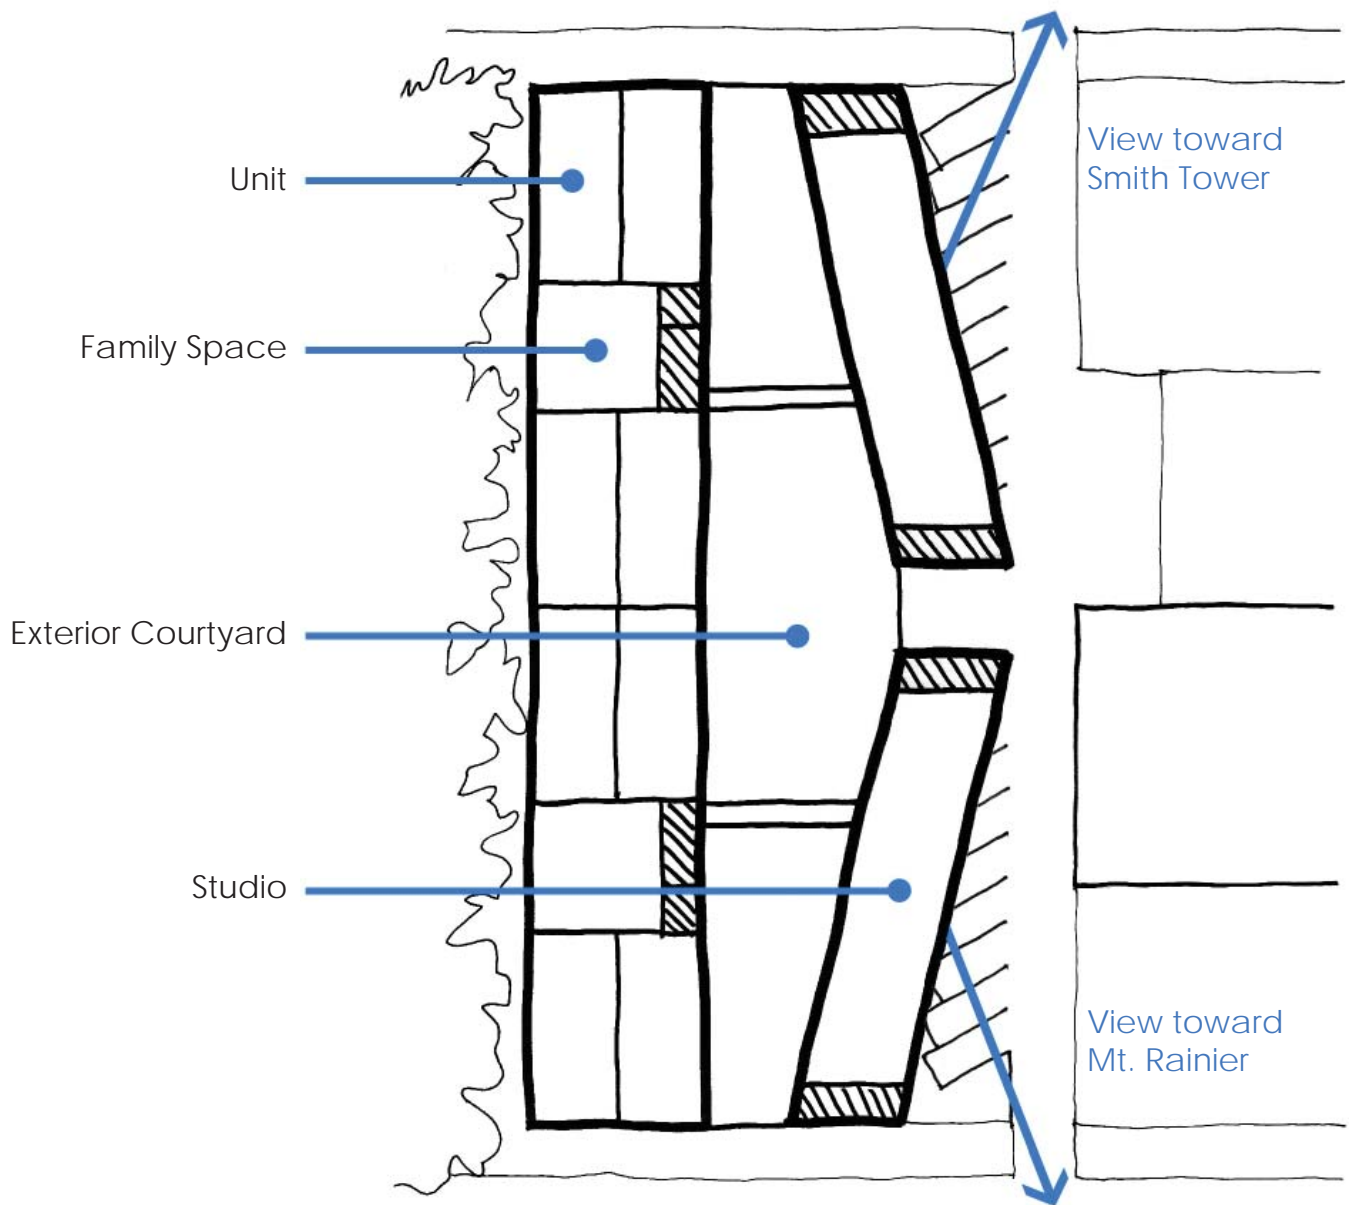 View toward
Smith Tower
Unit
Family Space
Exterior Courtyard
Studio
View toward
Mt. Rainier